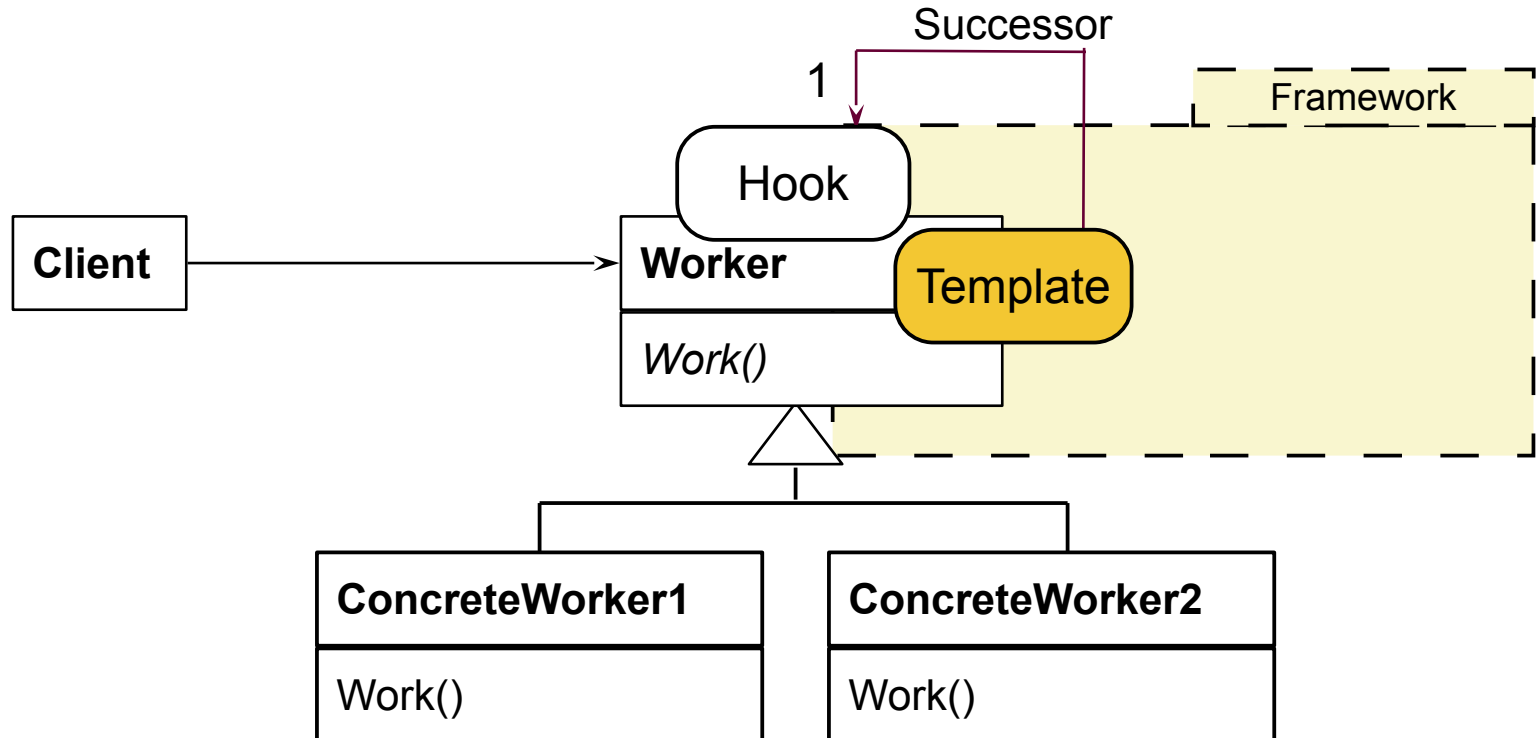 Successor
1
Framework
Hook
Client
Worker
Template
Work()
ConcreteWorker1
ConcreteWorker2
Work()
Work()